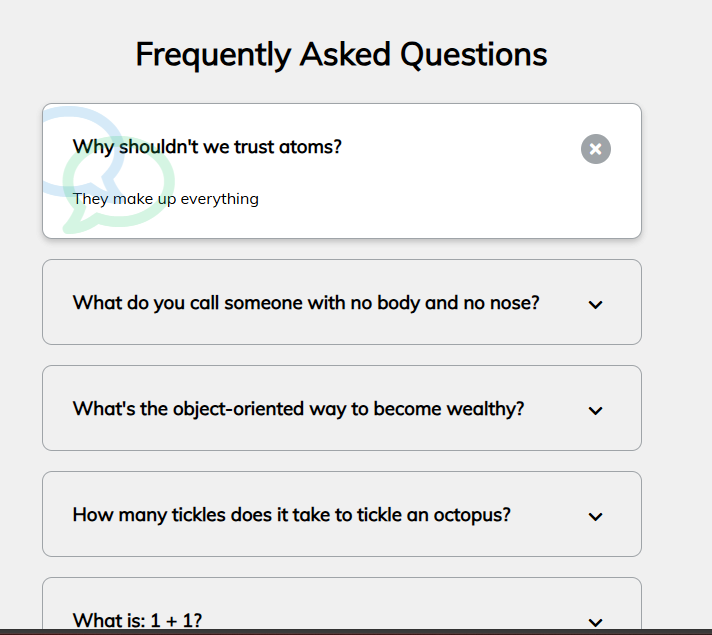 Frequently Asked Questions
Why shouldn't we trust atoms?
They make up everything
What do you call someone with no body and no nose?
What's the object-oriented way to become wealthy?
How many tickles does it take to tickle an octopus?
What is: 1 + 1?